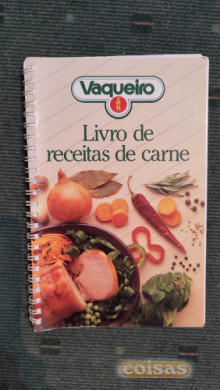 Vaqueiro
Livro de
receitas de carne
coisas